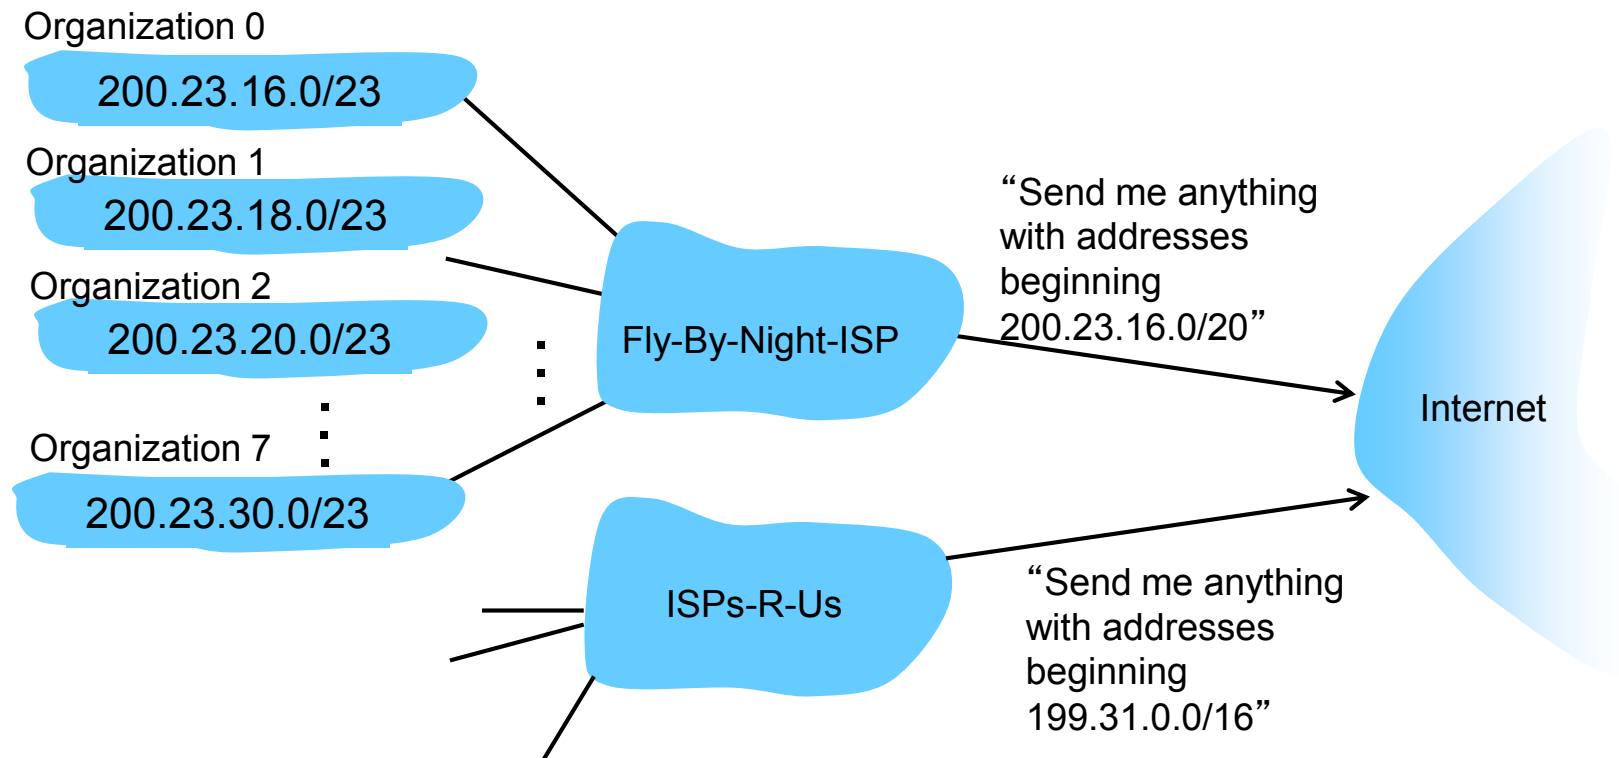 Organization 0
200.23.16.0/23
Organization 1
200.23.18.0/23
Organization 2
200.23.20.0/23
Organization 7
200.23.30.0/23
Fly-By-Night-ISP
“Send me anything
with addresses
beginning
200.23.16.0/20”
Internet
ISPs-R-Us
“Send me anything
with addresses
beginning
199.31.0.0/16”